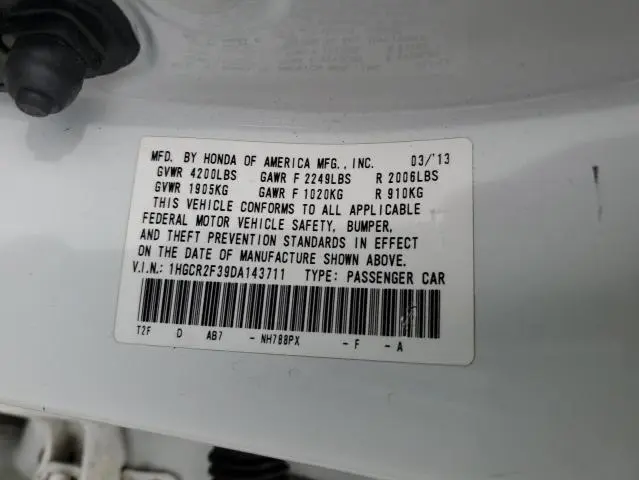 MFD. BY HONDA OF AMERICA MFG., INC. 03/'13
GVWR 4200LBS GAWR F 2249LBS R 2006LBS
GVWR 1905KG GAWR F 1020KG R 910KG
THIS VEHICLE CONFORMS TO ALL APPLICABLE
FEDERAL MOTOR VEHICLE SAFETY, BUMPER,
AND THEFT PREVENTION STANDARDS IN EFFECT
ON THE DATE OF MANUFACTURE SHOWN ABOVE.
V.I.N.: 1HGCR2F39DA143711 TYPE: PASSENGER CAR
T2F D AB7 - NH788PX - F - A